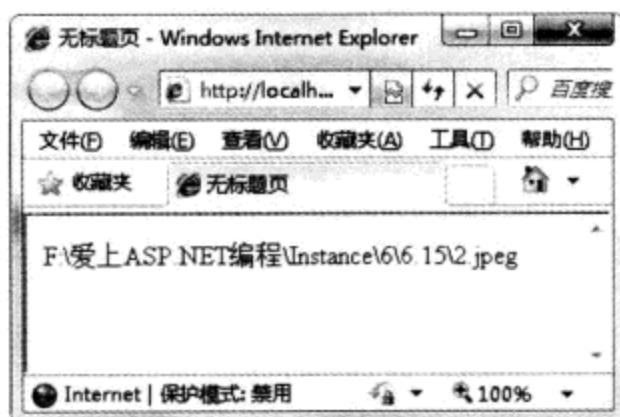 无标题页 - Windows Internet Explorer
http://localh...
百度搜
文件(F) 编辑(E) 查看(V) 收藏夹(A) 工具(T) 帮助(H)
收藏夹 无标题页
F:\爱上ASP.NET编程\Instance\6\6.15\2.jpeg
Internet | 保护模式: 禁用 100%